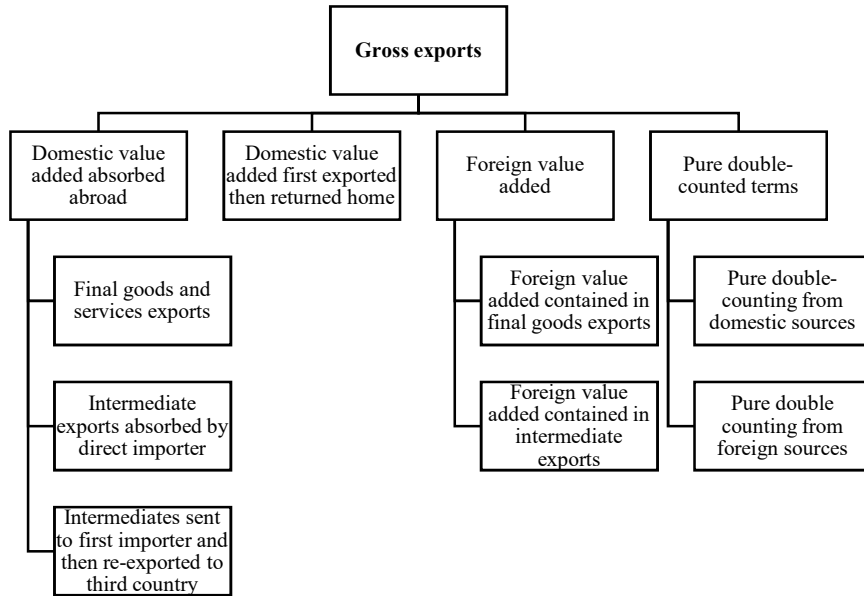 Gross exports
Domestic value
added absorbed
abroad
Domestic value
added first exported
then returned home
Foreign value
added
Pure double-
counted terms
Final goods and
services exports
Intermediate
exports absorbed by
direct importer
Intermediates sent
to first importer and
then re-exported to
third country
Foreign value
added contained in
final goods exports
Foreign value
added contained in
intermediate
exports
Pure double-
counting from
domestic sources
Pure double
counting from
foreign sources